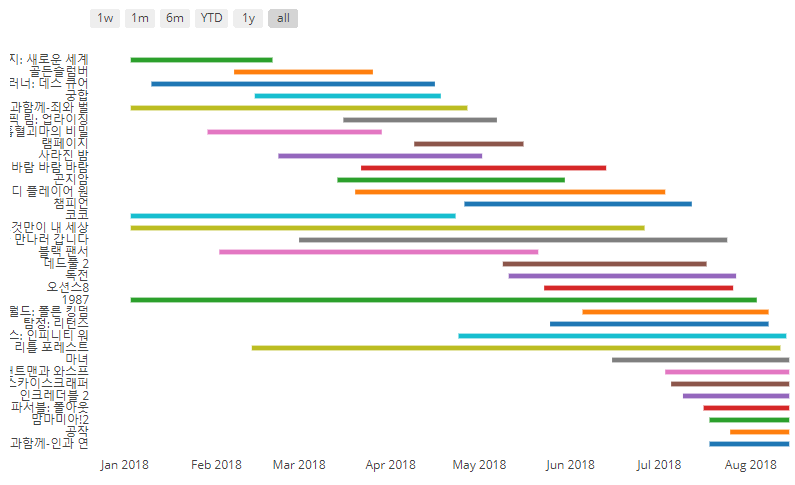 1w 1m 6m YTD 1y all
지: 새로운 세계
골든슬럼버
러너: 데스 큐어
궁합
과함께-죄와 벌
픽 림: 업라이징
흡혈괴마의 비밀
램페이지
사라진 밤
바람 바람 바람
곤지암
디 플레이어 원
챔피언
코코
것만이 내 세상
만나러 갑니다
블랙 팬서
데드풀 2
독전
오션스8
1987
월드: 폴른 킹덤
탐정: 리턴즈
스: 인피니티 워
리틀 포레스트
마녀
트맨과 와스프
스카이스크래퍼
인크레더블 2
파서블: 폴아웃
맘마미아!2
공작
과함께-인과 연
Jan 2018 Feb 2018 Mar 2018 Apr 2018 May 2018 Jun 2018 Jul 2018 Aug 2018